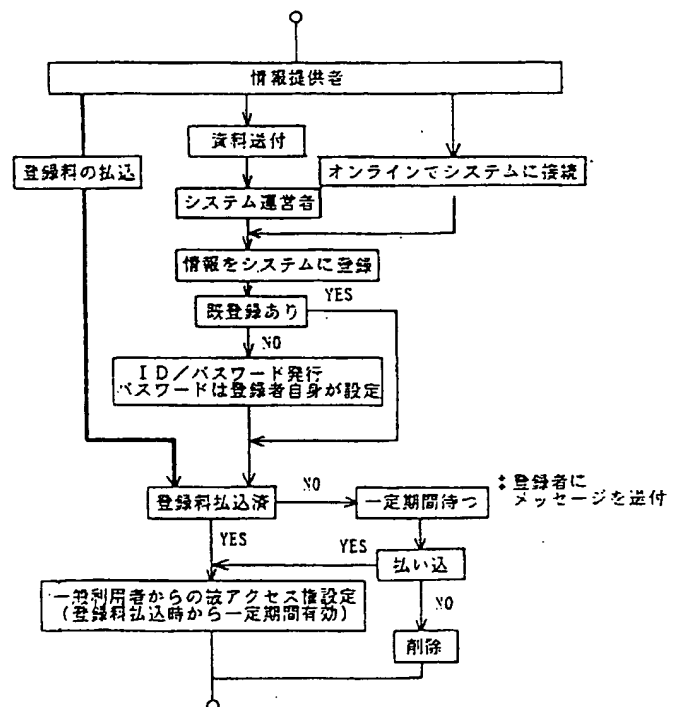 情報提供者
資料送付
登録料の払込
オンラインでシステムに接続
システム運営者
情報をシステムに登録
YES
既登録あり
NO
ID/パスワード発行
パスワードは登録者自身が設定
登録料払込済
NO
一定期間待つ
:登録者に
メッセージを送付
YES
YES
払い込
一般利用者からの被アクセス権設定
(登録料払込時から一定期間有効)
NO
削除